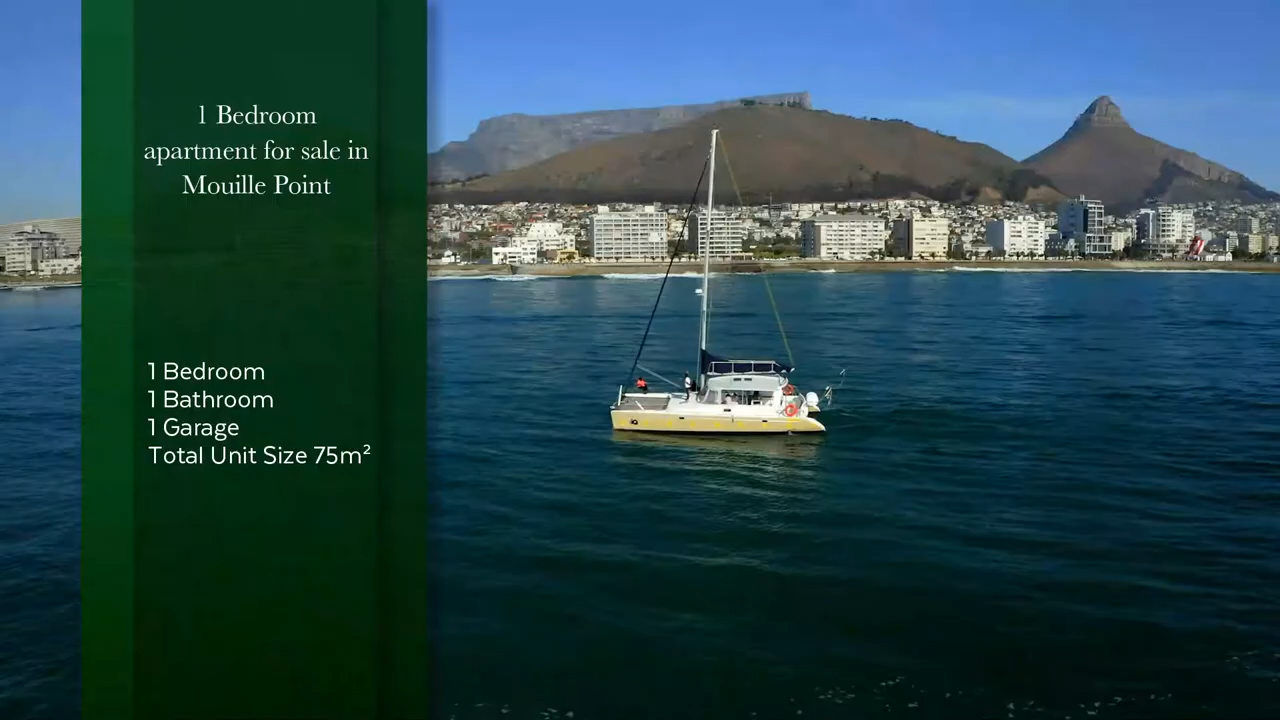 1 Bedroom
apartment for sale in
Mouille Point
1 Bedroom
1 Bathroom
1 Garage
Total Unit Size 75m²